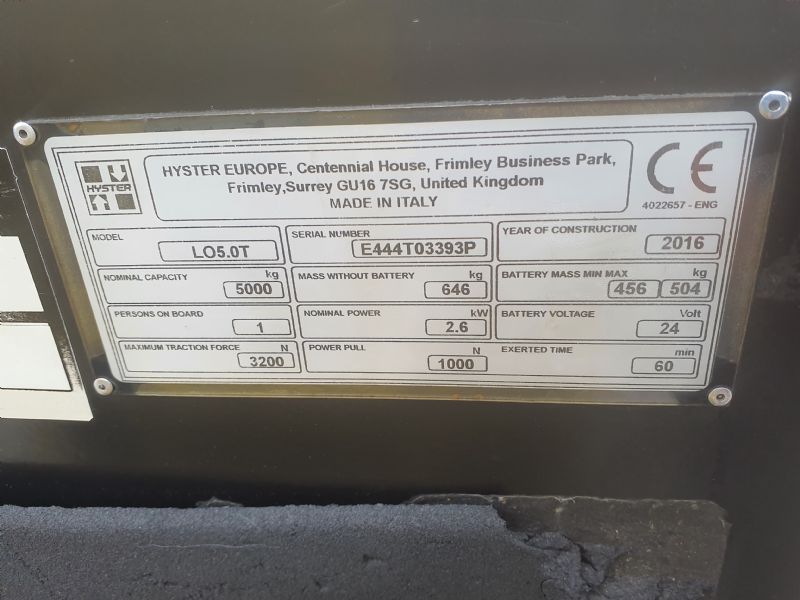 HYSTER
HYSTER EUROPE, Centennial House, Frimley Business Park,
Frimley,Surrey GU16 7SG, United Kingdom
MADE IN ITALY
CE
4022657 - ENG
MODEL LO5.0T
SERIAL NUMBER E444T03393P
YEAR OF CONSTRUCTION 2016
NOMINAL CAPACITY kg 5000
MASS WITHOUT BATTERY kg 646
BATTERY MASS MIN MAX kg 456 504
PERSONS ON BOARD 1
NOMINAL POWER kW 2.6
BATTERY VOLTAGE Volt 24
MAXIMUM TRACTION FORCE N 3200
POWER PULL N 1000
EXERTED TIME min 60